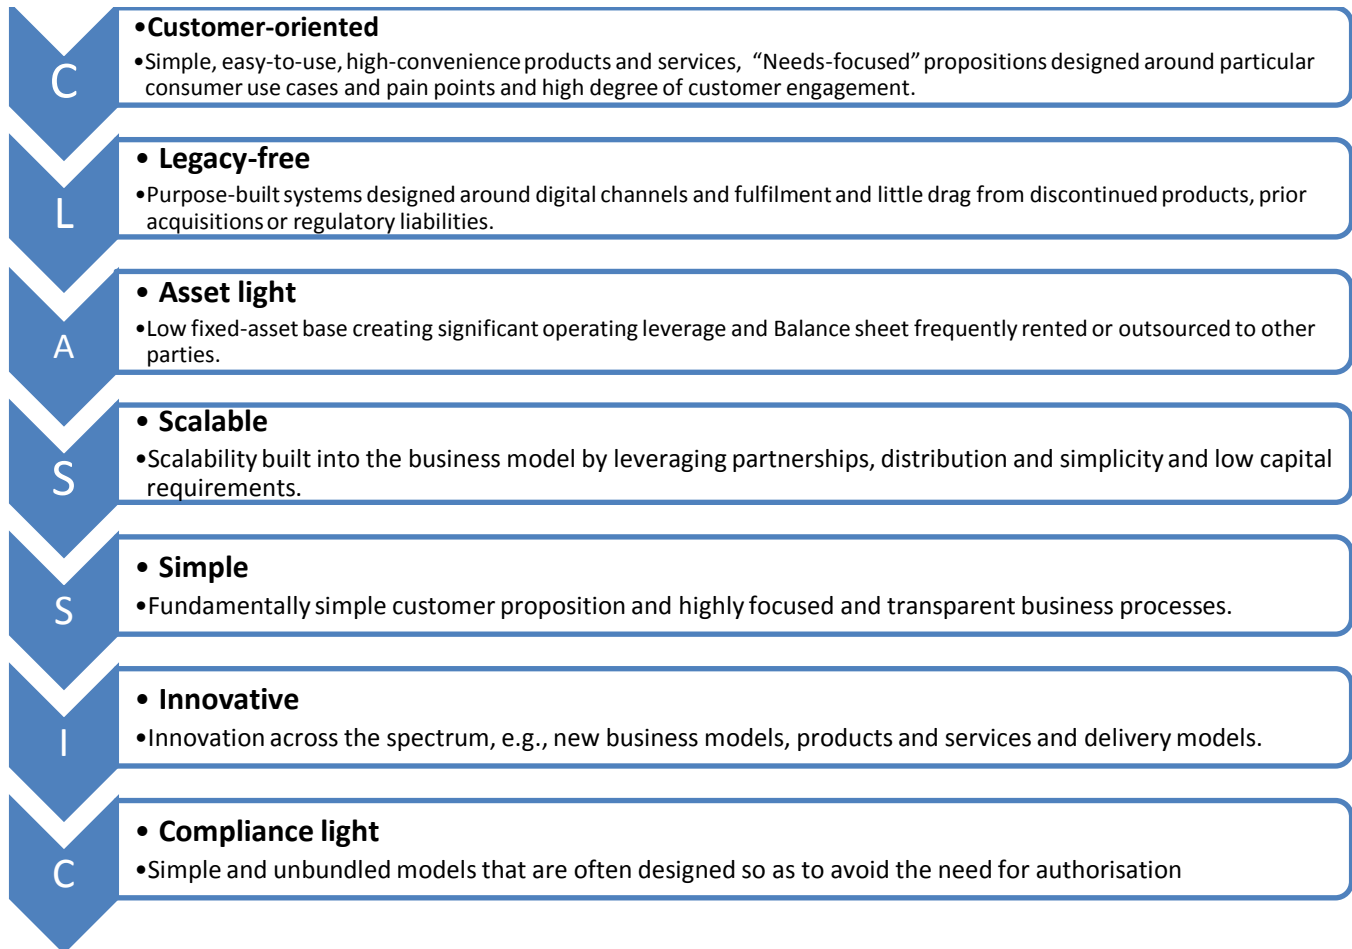 C
•Customer-oriented
•Simple, easy-to-use, high-convenience products and services, “Needs-focused” propositions designed around particular
consumer use cases and pain points and high degree of customer engagement.
L
• Legacy-free
•Purpose-built systems designed around digital channels and fulfilment and little drag from discontinued products, prior
acquisitions or regulatory liabilities.
A
• Asset light
•Low fixed-asset base creating significant operating leverage and Balance sheet frequently rented or outsourced to other
parties.
S
• Scalable
•Scalability built into the business model by leveraging partnerships, distribution and simplicity and low capital
requirements.
S
• Simple
•Fundamentally simple customer proposition and highly focused and transparent business processes.
I
• Innovative
•Innovation across the spectrum, e.g., new business models, products and services and delivery models.
C
• Compliance light
•Simple and unbundled models that are often designed so as to avoid the need for authorisation